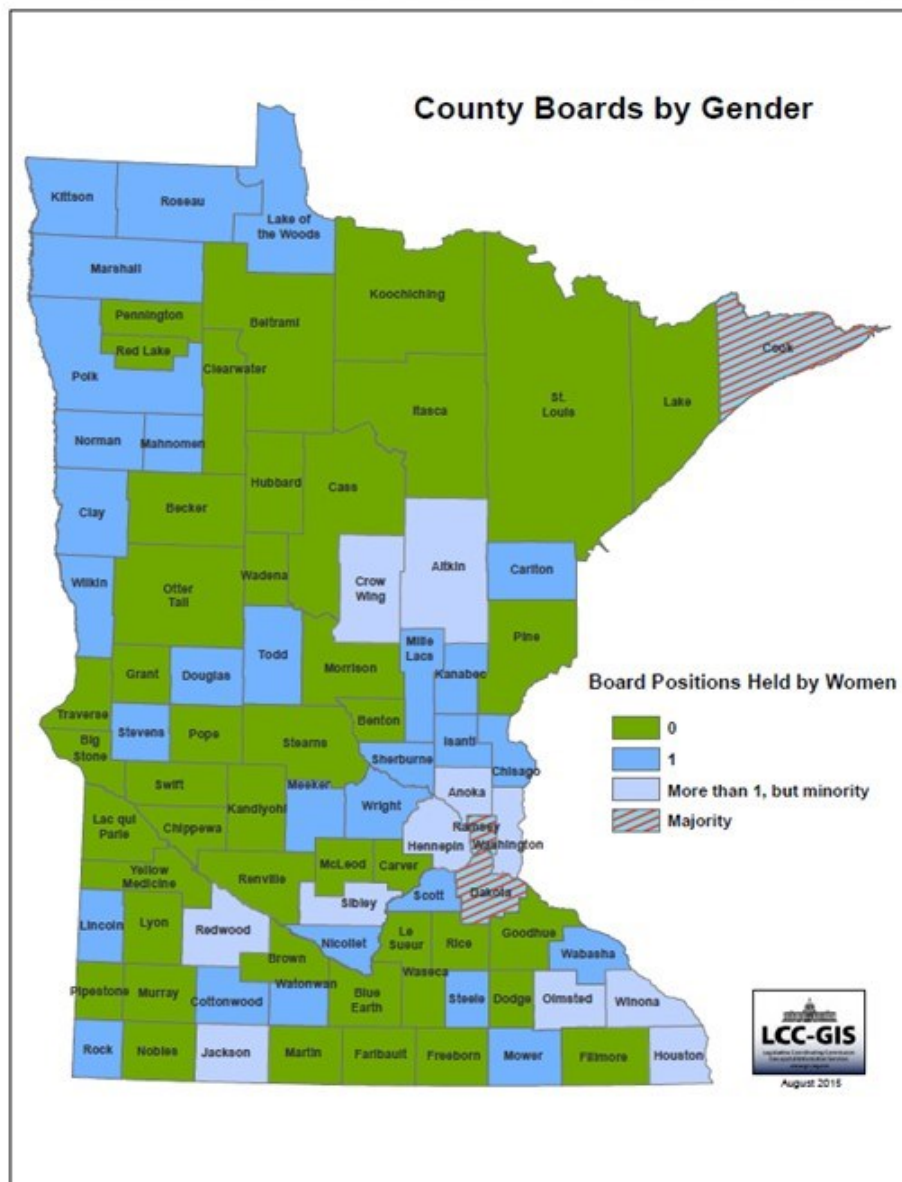 County Boards by Gender
Kittson
Roseau
Lake of
the Woods
Marshall
Koochiching
Pennington
Beltrami
Red Lake
Cook
Clearwater
Polk
Itasca
St.
Louis
Lake
Norman
Mahnomen
Hubbard
Cass
Clay
Becker
Aitkin
Carlton
Wilkin
Wadena
Crow
Wing
Otter
Tail
Pine
Mille
Lacs
Todd
Morrison
Kanabec
Grant
Douglas
Board Positions Held by Women
0
1
More than 1, but minority
Majority
Traverse
Benton
Stevens
Pope
Big
Stone
Stearns
Isanti
Sherburne
Chisago
Swift
Meeker
Anoka
Kandiyohi
Wright
Lac qui
Parle
Chippewa
Ramsey
Hennepin
Washington
McLeod
Carver
Yellow
Medicine
Renville
Dakota
Scott
Sibley
Lincoln
Lyon
Redwood
Le
Sueur
Rice
Goodhue
Nicollet
Wabasha
Brown
Waseca
Pipestone
Murray
Cottonwood
Watonwan
Blue
Earth
Steele
Dodge
Olmsted
Winona
Rock
Nobles
Jackson
Martin
Faribault
Freeborn
Mower
Fillmore
Houston
LCC-GIS
August 2015